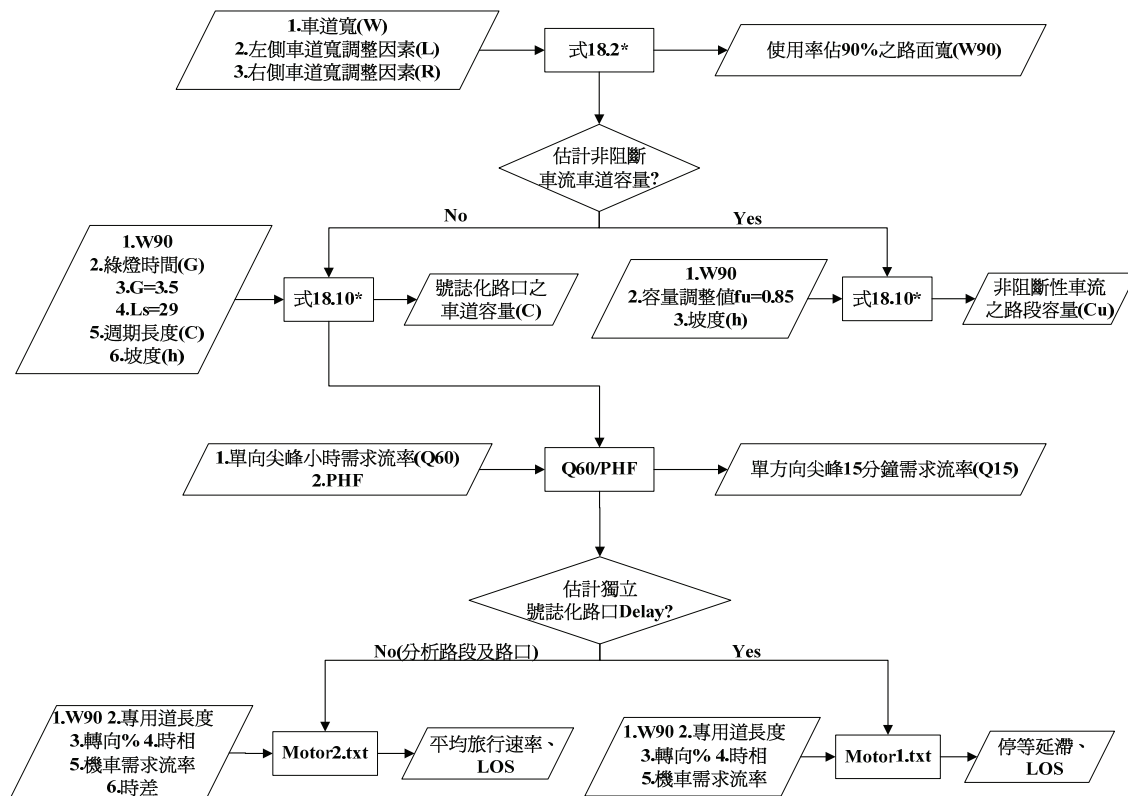 1.車道寬(W)
2.左側車道寬調整因素(L)
3.右側車道寬調整因素(R)
式18.2*
使用率佔90%之路面寬(W90)
估計非阻斷
車流車道容量?
No
Yes
1.W90
2.綠燈時間(G)
3.G=3.5
4.Ls=29
5.週期長度(C)
6.坡度(h)
式18.10*
號誌化路口之
車道容量(C)
1.W90
2.容量調整值fu=0.85
3.坡度(h)
式18.10*
非阻斷性車流
之路段容量(Cu)
1.單向尖峰小時需求流率(Q60)
2.PHF
Q60/PHF
單方向尖峰15分鐘需求流率(Q15)
估計獨立
號誌化路口Delay?
No(分析路段及路口)
Yes
1.W90 2.專用道長度
3.轉向% 4.時相
5.機車需求流率
6.時差
Motor2.txt
平均旅行速率、
LOS
1.W90 2.專用道長度
3.轉向% 4.時相
5.機車需求流率
Motor1.txt
停等延滯、
LOS